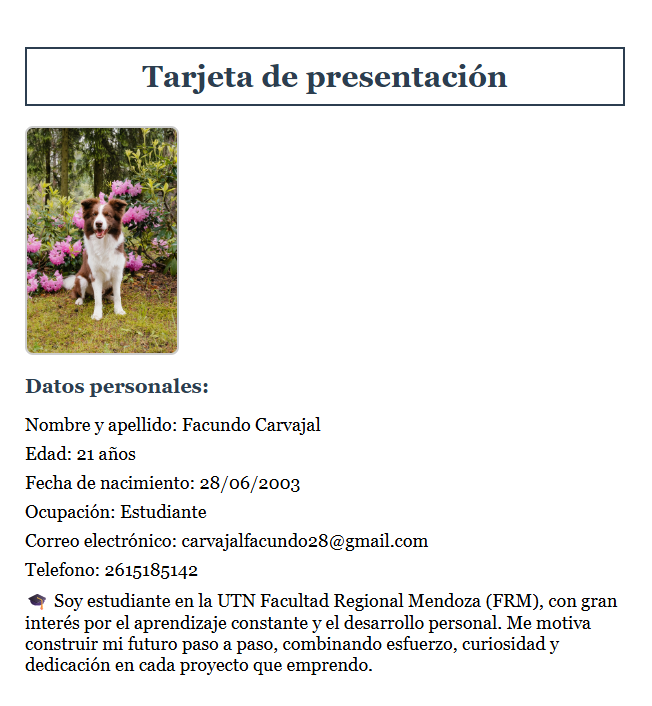 Tarjeta de presentación
Datos personales:
Nombre y apellido: Facundo Carvajal
Edad: 21 años
Fecha de nacimiento: 28/06/2003
Ocupación: Estudiante
Correo electrónico: carvajalfacundo28@gmail.com
Telefono: 2615185142
🎓 Soy estudiante en la UTN Facultad Regional Mendoza (FRM), con gran
interés por el aprendizaje constante y el desarrollo personal. Me motiva
construir mi futuro paso a paso, combinando esfuerzo, curiosidad y
dedicación en cada proyecto que emprendo.